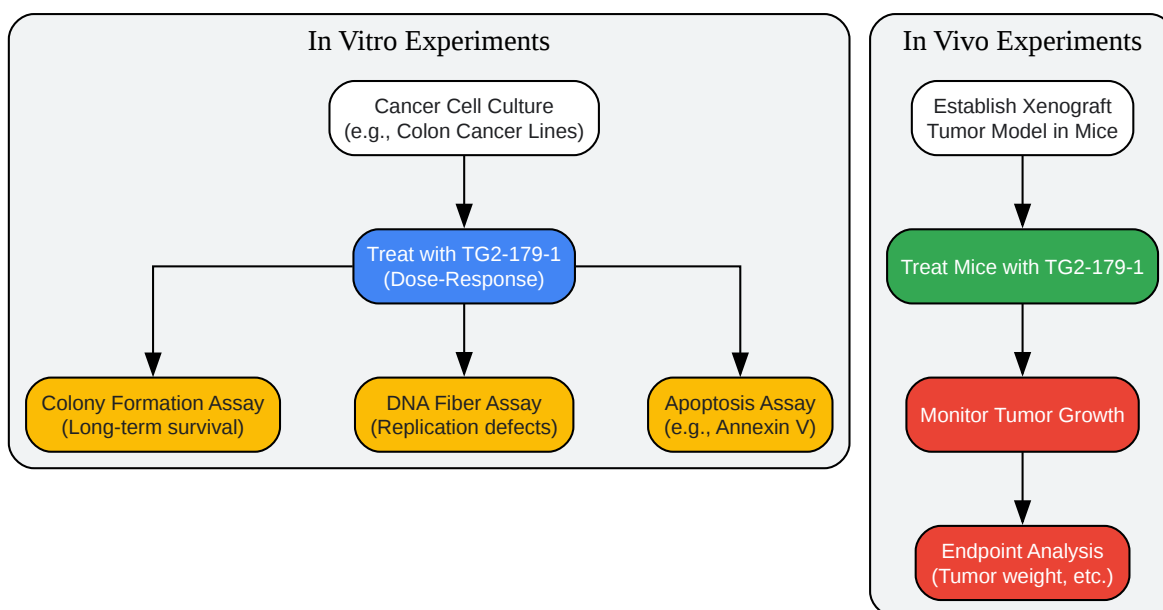 In Vitro Experiments
Cancer Cell Culture
(e.g., Colon Cancer Lines)
Treat with TG2-179-1
(Dose-Response)
Colony Formation Assay
(Long-term survival)
DNA Fiber Assay
(Replication defects)
Apoptosis Assay
(e.g., Annexin V)
In Vivo Experiments
Establish Xenograft
Tumor Model in Mice
Treat Mice with TG2-179-1
Monitor Tumor Growth
Endpoint Analysis
(Tumor weight, etc.)